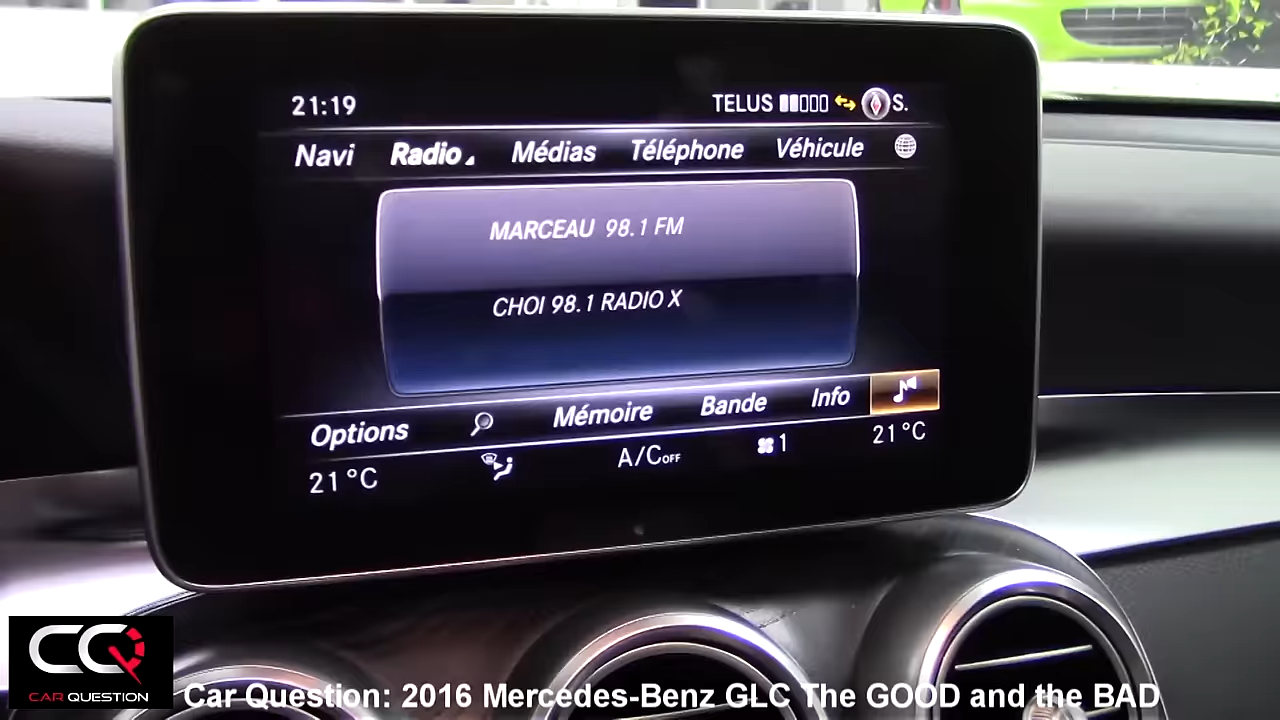 21:19 TELUS S.
Navi Radio Médias Téléphone Véhicule
MARCEAU 98.1 FM
CHOI 98.1 RADIO X
Options Mémoire Bande Info
21°C A/C OFF 1 21°C
CQ
CAR QUESTION
Car Question: 2016 Mercedes-Benz GLC The GOOD and the BAD